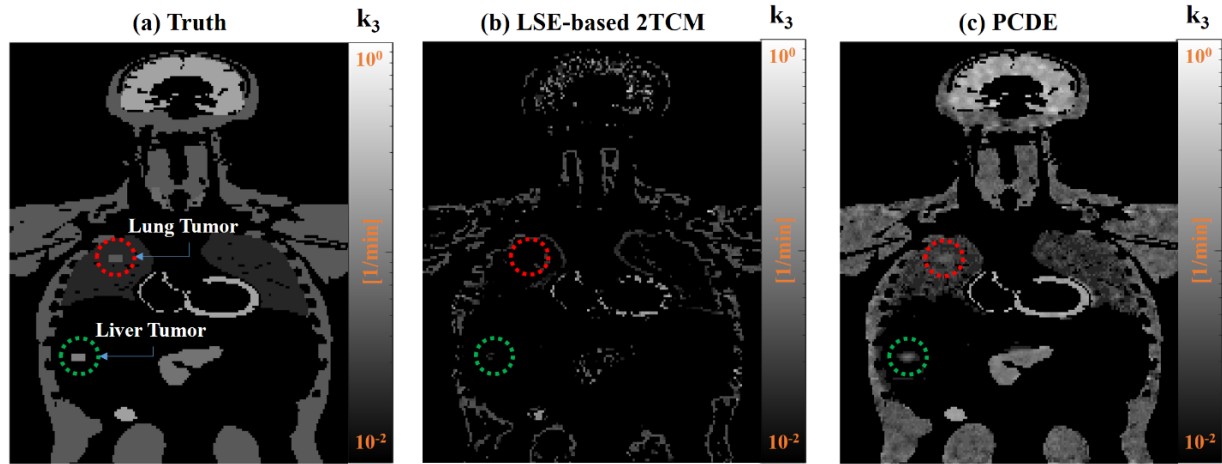 (a) Truth
k₃
(b) LSE-based 2TCM
k₃
(c) PCDE
k₃
10⁰
[1/min]
10⁻²
Lung Tumor
Liver Tumor
10⁰
[1/min]
10⁻²
10⁰
[1/min]
10⁻²